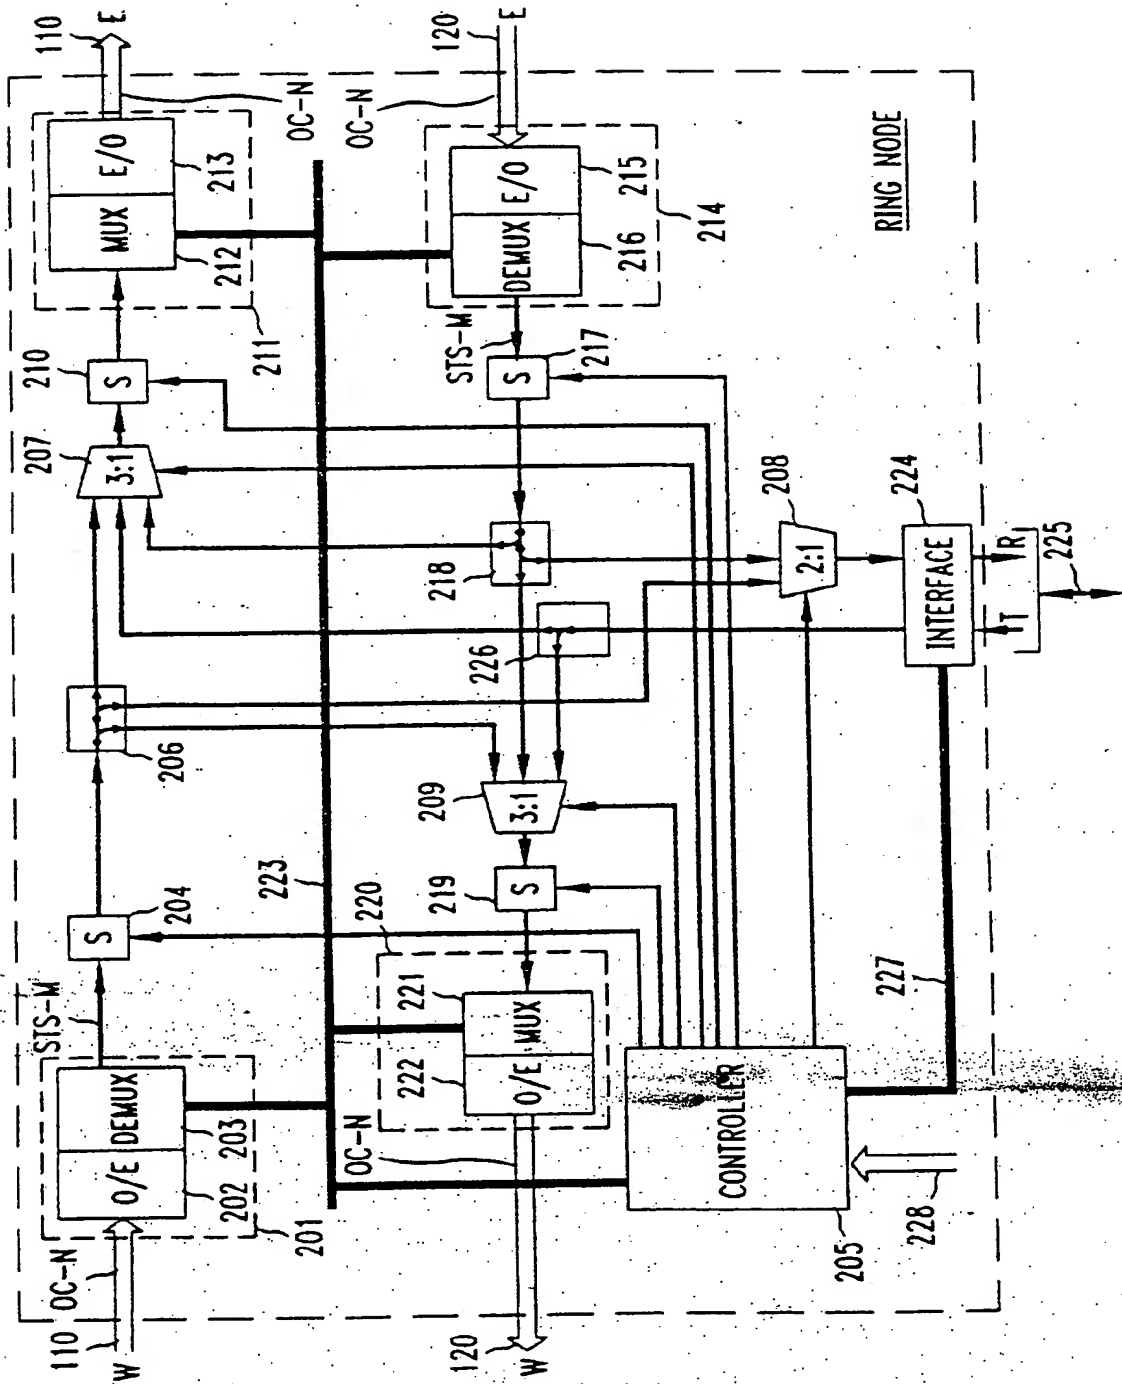 110
E
OC-N
E/O
213
MUX
212
211
210
S
207
3:1
206
204
S
STS-M
DEMUX
203
O/E
202
201
OC-N
110
W
120
E
OC-N
E/O
215
DEMUX
216
214
STS-M
217
S
218
226
209
3:1
219
S
220
223
221
MUX
222
O/E
OC-N
120
W
RING NODE
208
2:1
224
INTERFACE
R
T
225
227
CONTROLLER
205
228